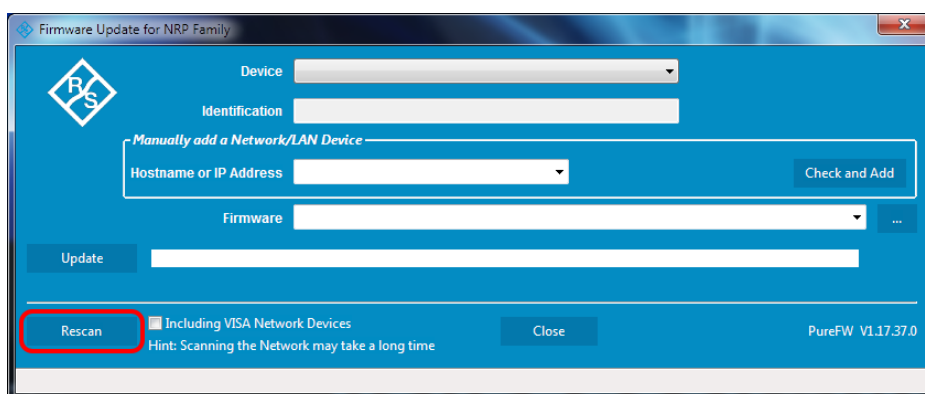 Firmware Update for NRP Family
R&S
Device
Identification
Manually add a Network/LAN Device
Hostname or IP Address
Check and Add
Firmware
...
Update
Rescan
Including VISA Network Devices
Hint: Scanning the Network may take a long time
Close
PureFW V1.17.37.0